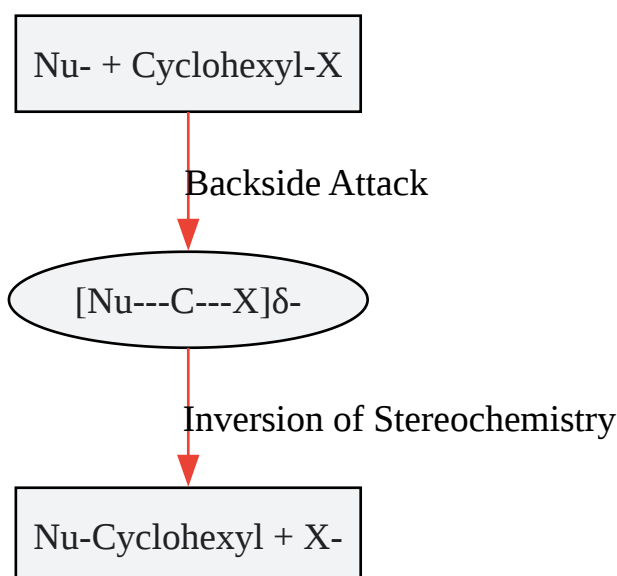 Nu- + Cyclohexyl-X
Backside Attack
[Nu---C---X]δ-
Inversion of Stereochemistry
Nu-Cyclohexyl + X-